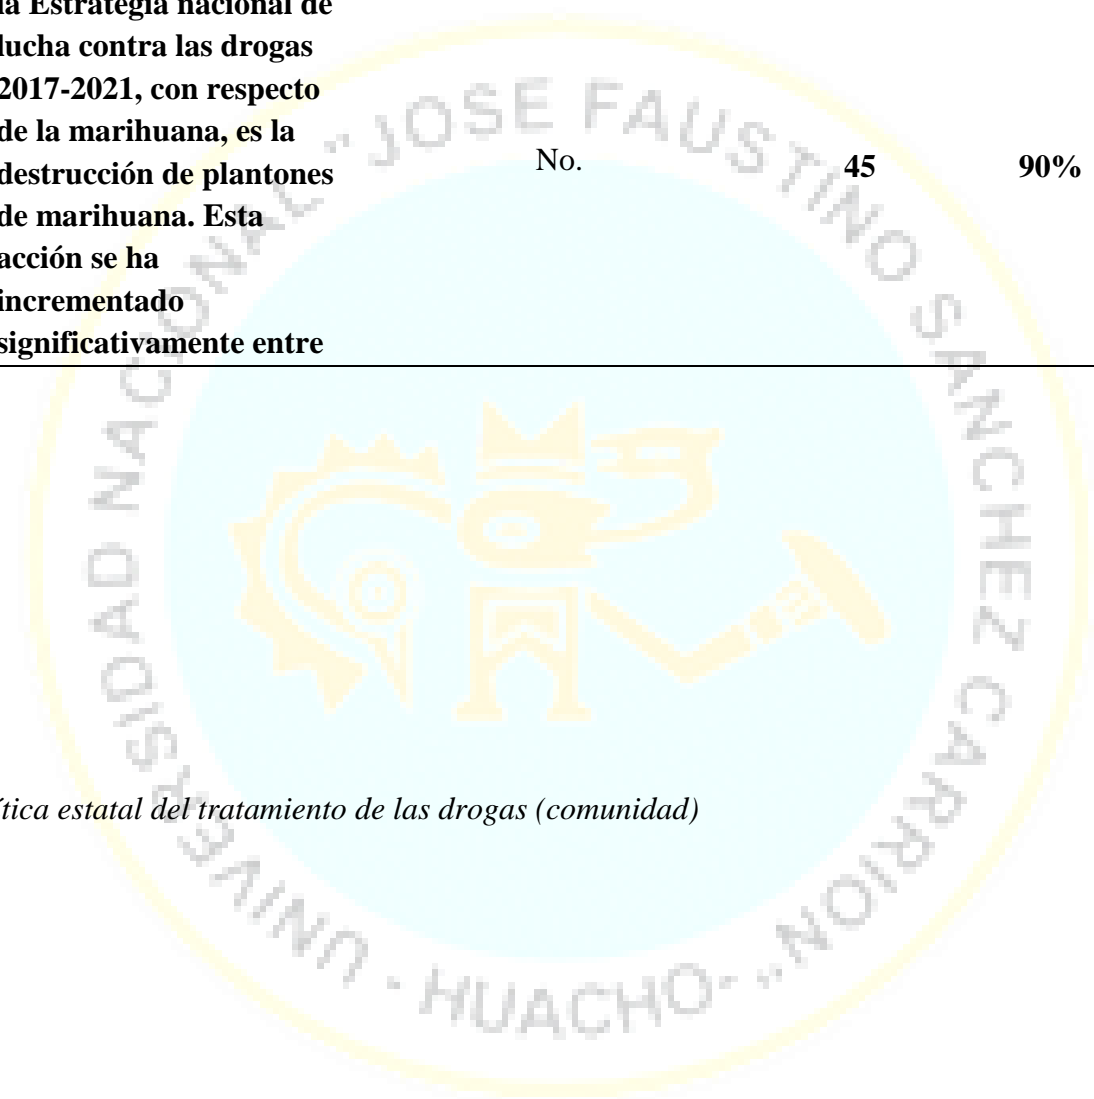 la Estrategia nacional de
lucha contra las drogas
2017-2021, con respecto
de la marihuana, es la
destrucción de plantones
de marihuana. Esta
acción se ha
incrementado
significativamente entre
No. 45 90%
tica estatal del tratamiento de las drogas (comunidad)
UNIVERSIDAD NACIONAL "JOSE FAUSTINO SANCHEZ CARRION" - HUACHO-